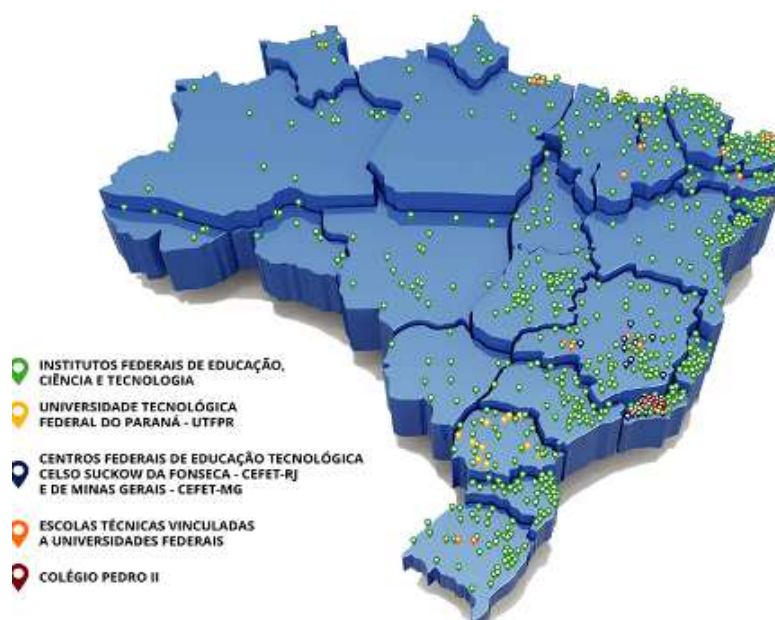 INSTITUTOS FEDERAIS DE EDUCAÇÃO,
CIÊNCIA E TECNOLOGIA
UNIVERSIDADE TECNOLÓGICA
FEDERAL DO PARANÁ - UTFPR
CENTROS FEDERAIS DE EDUCAÇÃO TECNOLÓGICA
CELSO SUCKOW DA FONSECA - CEFET-RJ
E DE MINAS GERAIS - CEFET-MG
ESCOLAS TÉCNICAS VINCULADAS
A UNIVERSIDADES FEDERAIS
COLÉGIO PEDRO II